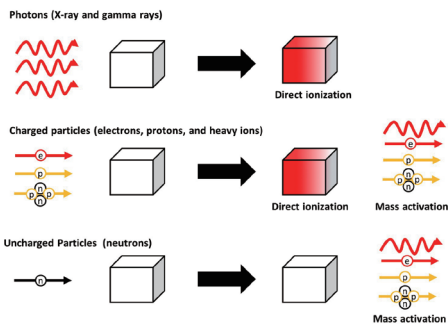 Photons (X-ray and gamma rays)
Direct ionization
Charged particles (electrons, protons, and heavy ions)
e
p
n
p p
n
Direct ionization
e
p
n
p p
n
Mass activation
Uncharged Particles (neutrons)
n
e
p
n
p p
n
Mass activation